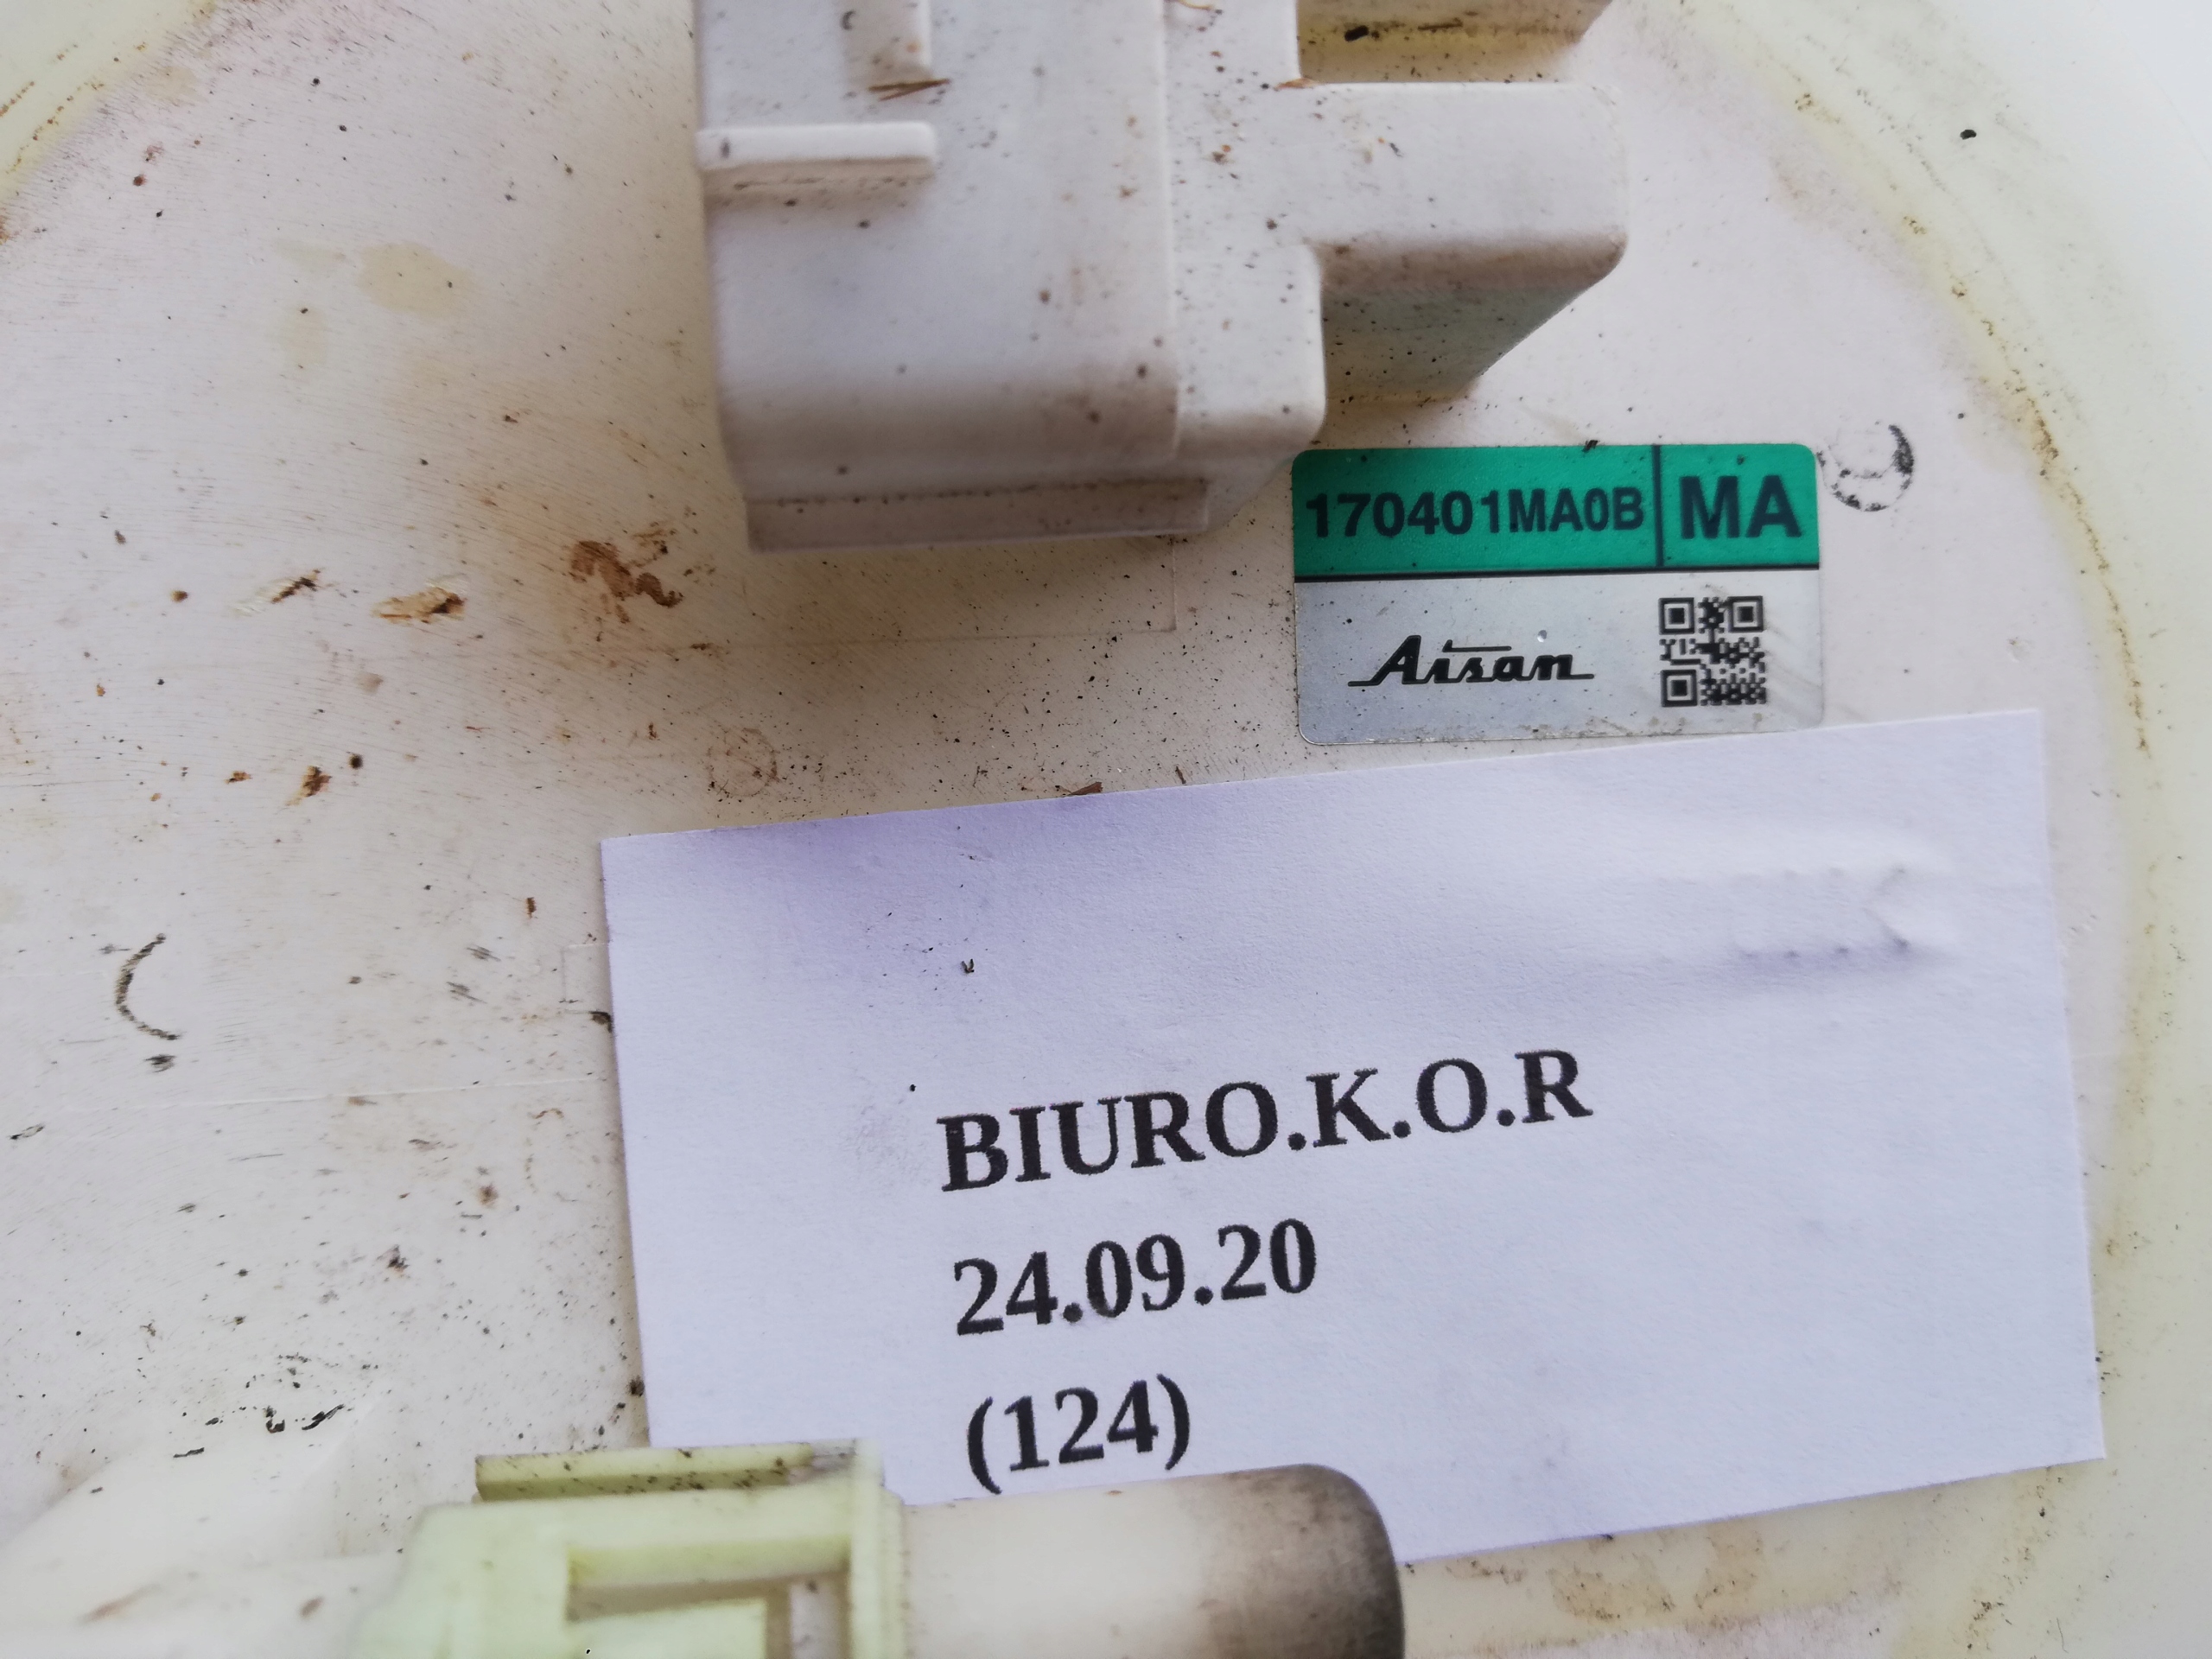 170401MA0B MA
Aisan
BIURO.K.O.R
24.09.20
(124)